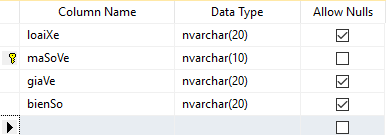 Column Name Data Type Allow Nulls
loaiXe nvarchar(20)
maSoVe nvarchar(10)
giaVe nvarchar(20)
bienSo nvarchar(20)